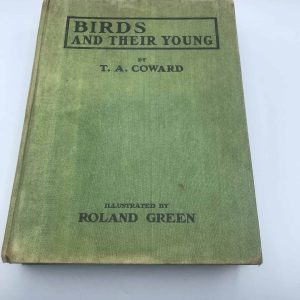 BIRDS
AND THEIR YOUNG
BY
T. A. COWARD
ILLUSTRATED BY
ROLAND GREEN